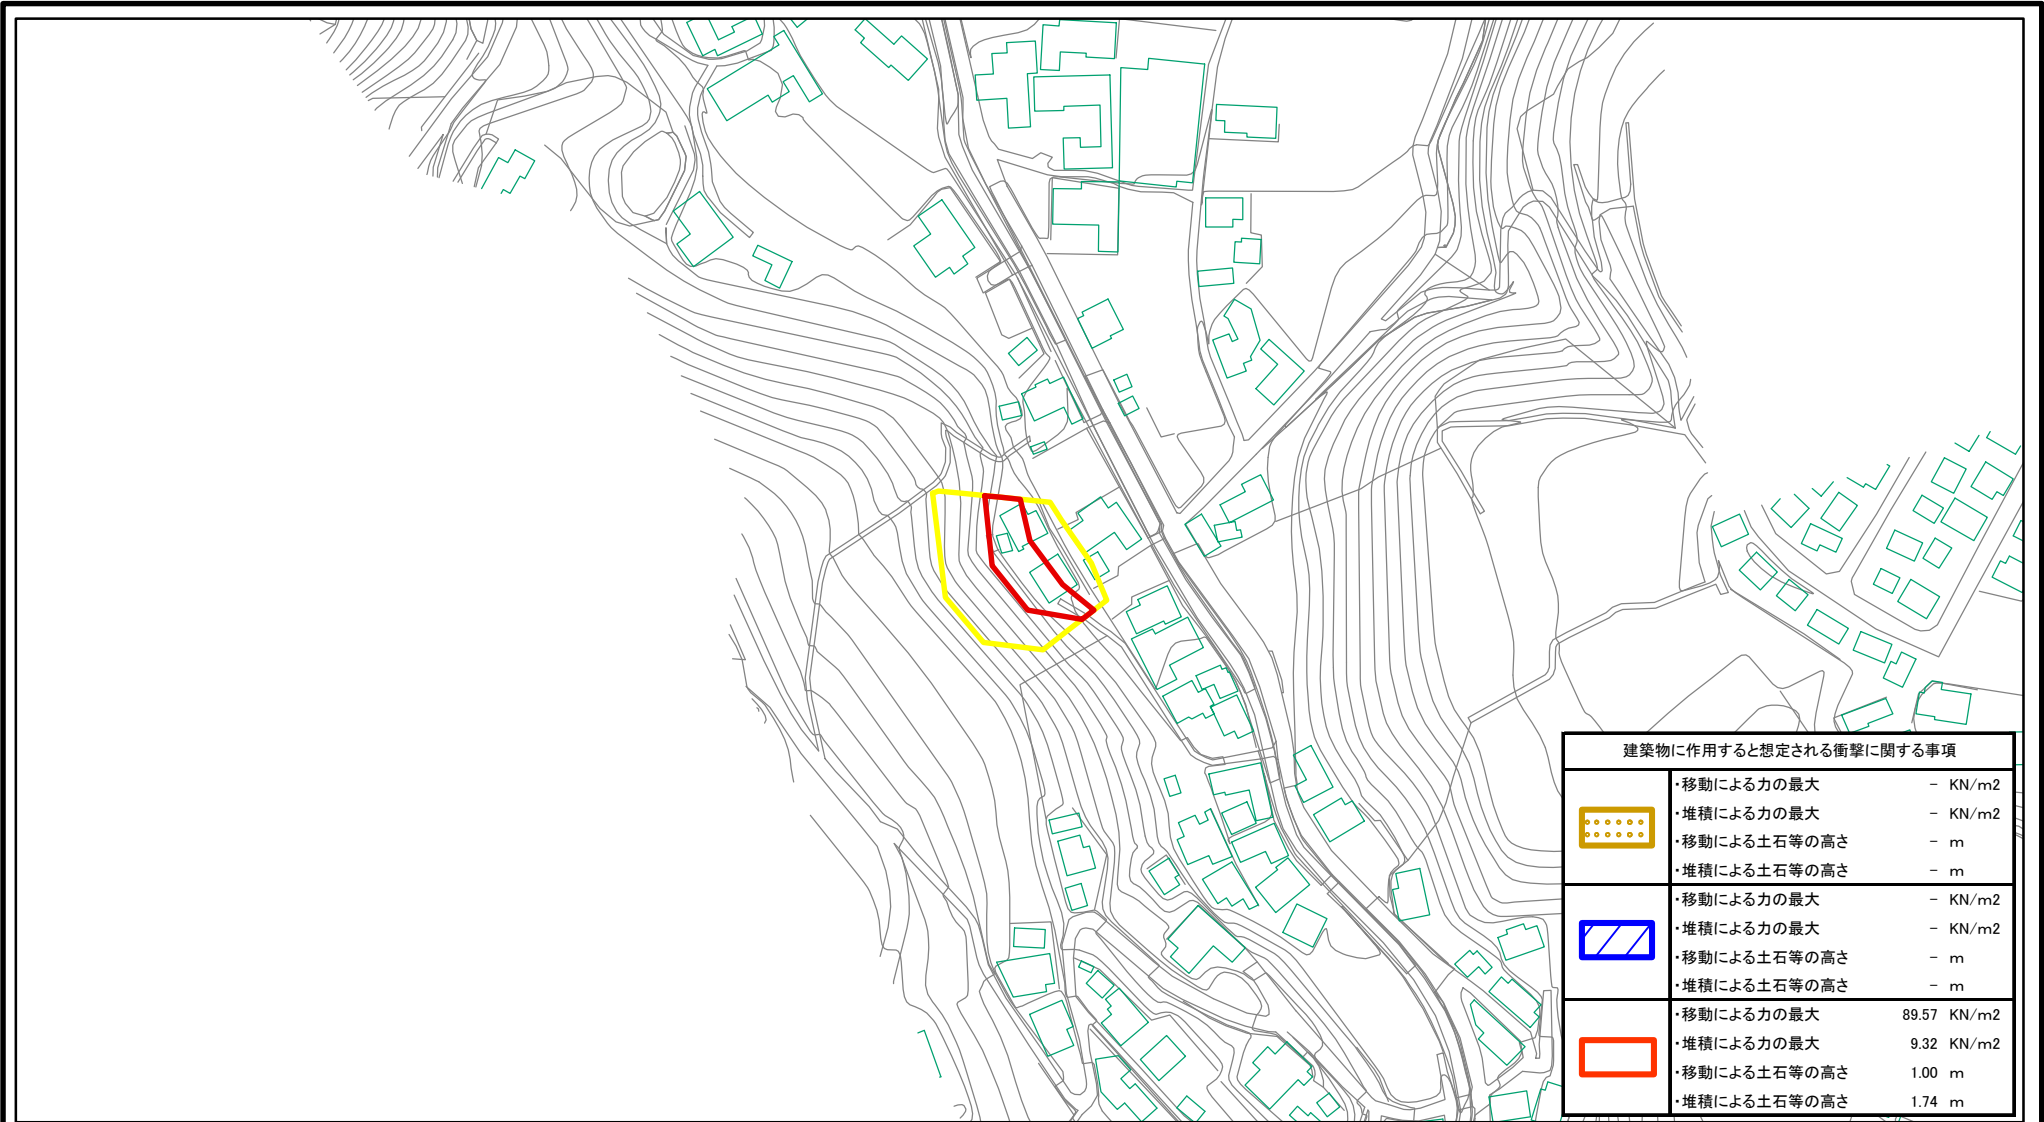 建築物に作用すると想定される衝撃に関する事項
・移動による力の最大 － KN/m2
・堆積による力の最大 － KN/m2
・移動による土石等の高さ － m
・堆積による土石等の高さ － m
・移動による力の最大 － KN/m2
・堆積による力の最大 － KN/m2
・移動による土石等の高さ － m
・堆積による土石等の高さ － m
・移動による力の最大 89.57 KN/m2
・堆積による力の最大 9.32 KN/m2
・移動による土石等の高さ 1.00 m
・堆積による土石等の高さ 1.74 m